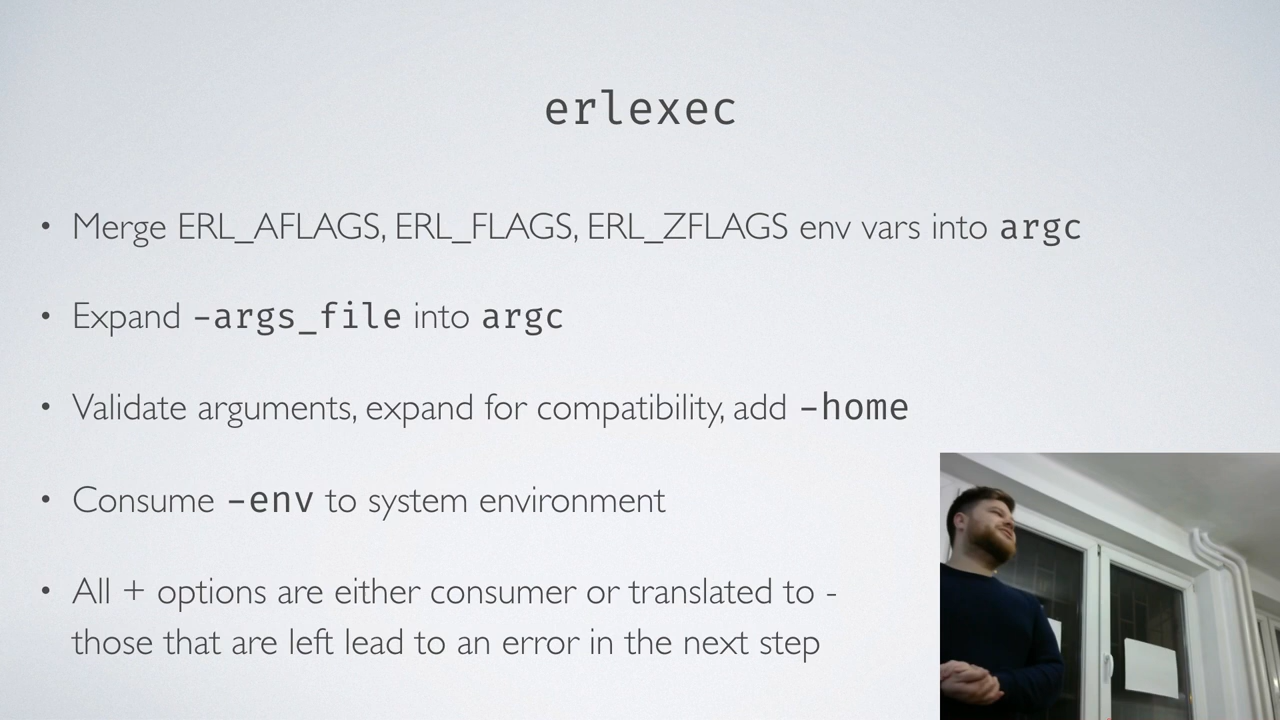 erlexec
• Merge ERL_AFLAGS, ERL_FLAGS, ERL_ZFLAGS env vars into argc
• Expand -args_file into argc
• Validate arguments, expand for compatibility, add -home
• Consume -env to system environment
• All + options are either consumer or translated to -
those that are left lead to an error in the next step